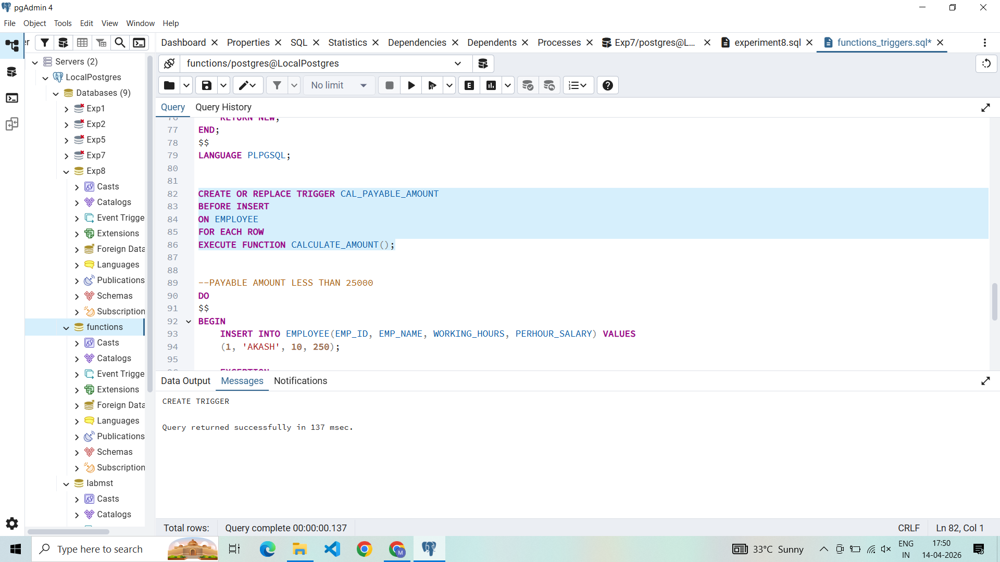 pgAdmin 4
File Object Tools Edit View Window Help
er
Dashboard Properties SQL Statistics Dependencies Dependents Processes Exp7/postgres@L... experiment8.sql functions_triggers.sql*
functions/postgres@LocalPostgres
No limit
E
Query Query History
Servers (2)
LocalPostgres
Databases (9)
Exp1
Exp2
Exp5
Exp7
Exp8
Casts
Catalogs
Event Trigge
Extensions
Foreign Data
Languages
Publications
Schemas
Subscription
functions
Casts
Catalogs
Event Trigge
Extensions
Foreign Data
Languages
Publications
Schemas
Subscription
labmst
Casts
Catalogs
76 RETURN NEW;
77 END;
78 $$
79 LANGUAGE PLPGSQL;
80
81
82 CREATE OR REPLACE TRIGGER CAL_PAYABLE_AMOUNT
83 BEFORE INSERT
84 ON EMPLOYEE
85 FOR EACH ROW
86 EXECUTE FUNCTION CALCULATE_AMOUNT();
87
88
89 --PAYABLE AMOUNT LESS THAN 25000
90 DO
91 $$
92 BEGIN
93 INSERT INTO EMPLOYEE(EMP_ID, EMP_NAME, WORKING_HOURS, PERHOUR_SALARY) VALUES
94 (1, 'AKASH', 10, 250);
95
96 EXCEPTION
Data Output Messages Notifications
CREATE TRIGGER
Query returned successfully in 137 msec.
Total rows: Query complete 00:00:00.137 CRLF Ln 82, Col 1
Type here to search
M
33°C Sunny
ENG
IN
17:50
14-04-2026